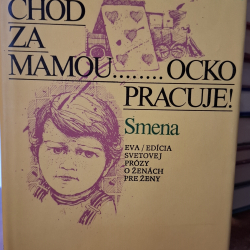 CHOĎ
ZA
MAMOU........OCKO
PRACUJE!
Smena
EVA/EDÍCIA
SVETOVEJ
PRÓZY
O ŽENÁCH
PRE ŽENY